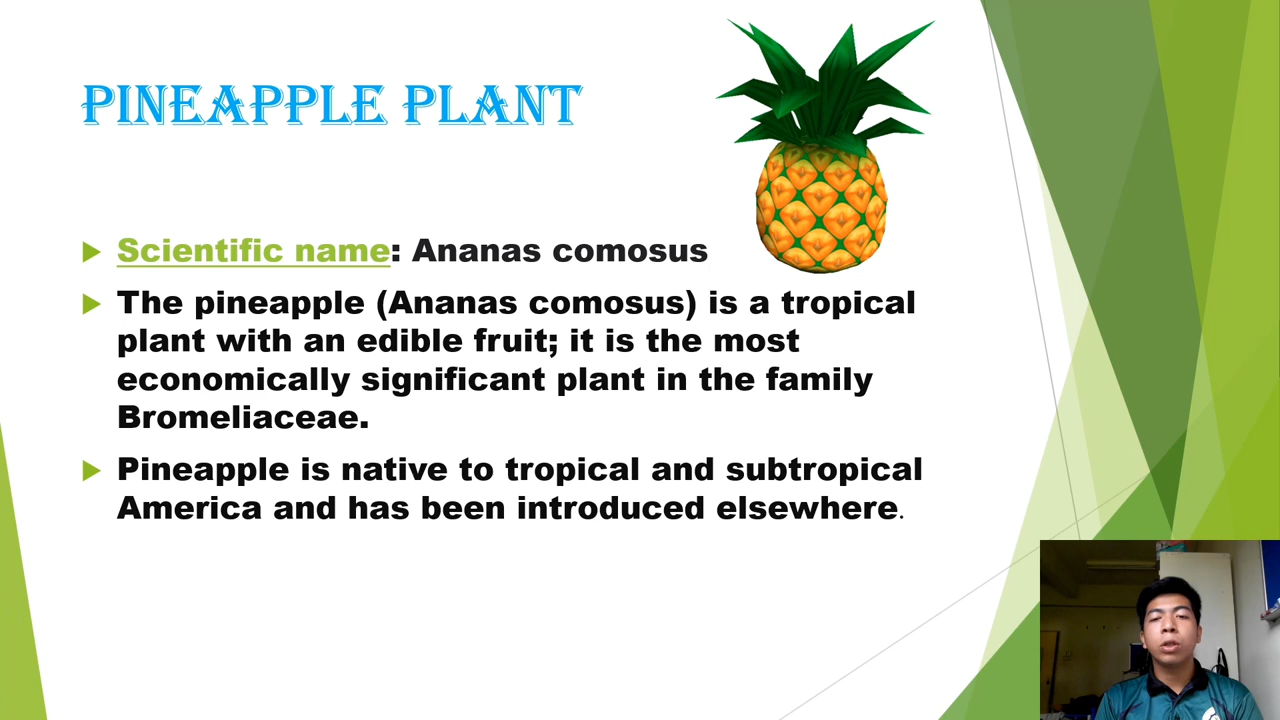 PINEAPPLE PLANT
Scientific name: Ananas comosus
The pineapple (Ananas comosus) is a tropical
plant with an edible fruit; it is the most
economically significant plant in the family
Bromeliaceae.
Pineapple is native to tropical and subtropical
America and has been introduced elsewhere.